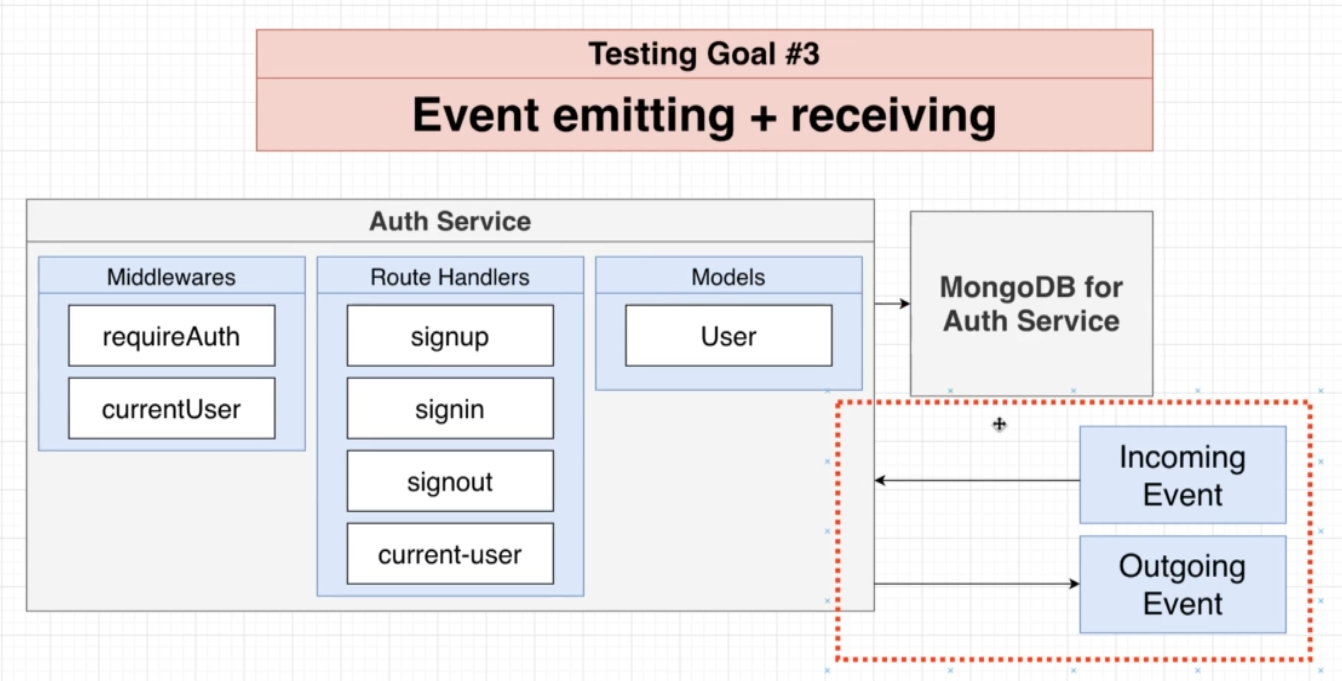 Testing Goal #3
Event emitting + receiving
Auth Service
Middlewares
requireAuth
currentUser
Route Handlers
signup
signin
signout
current-user
Models
User
MongoDB for
Auth Service
Incoming
Event
Outgoing
Event